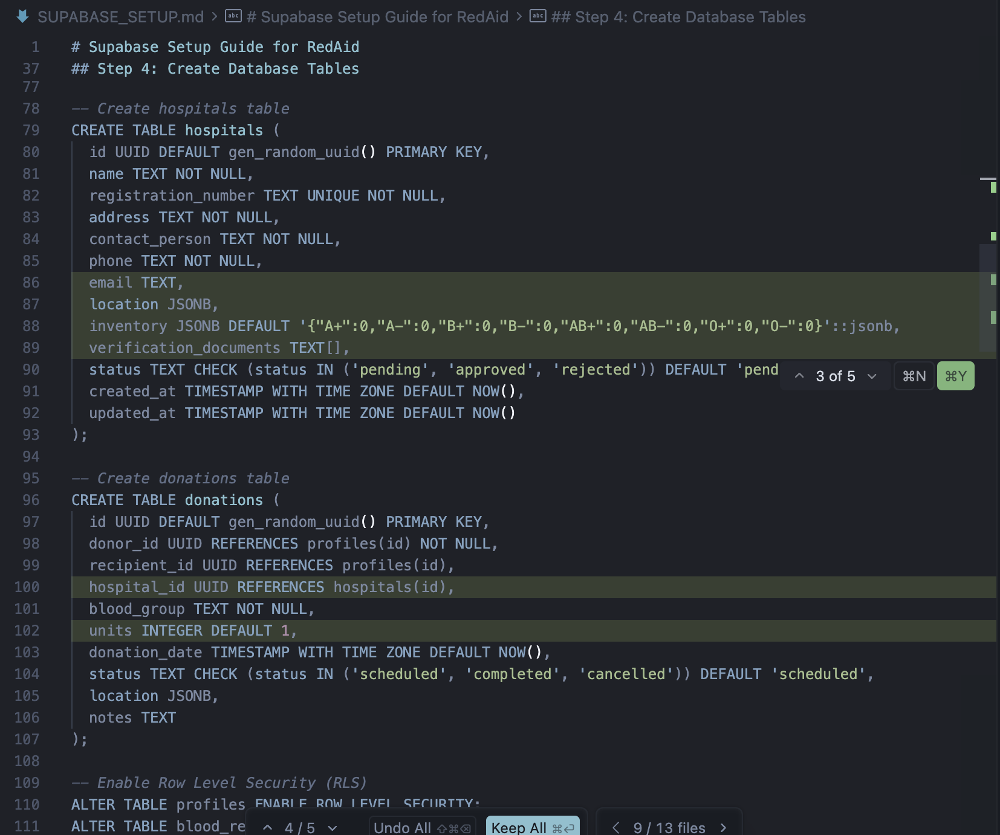 SUPABASE_SETUP.md > # Supabase Setup Guide for RedAid > ## Step 4: Create Database Tables
1 # Supabase Setup Guide for RedAid
37 ## Step 4: Create Database Tables
77
78 -- Create hospitals table
79 CREATE TABLE hospitals (
80 id UUID DEFAULT gen_random_uuid() PRIMARY KEY,
81 name TEXT NOT NULL,
82 registration_number TEXT UNIQUE NOT NULL,
83 address TEXT NOT NULL,
84 contact_person TEXT NOT NULL,
85 phone TEXT NOT NULL,
86 email TEXT,
87 location JSONB,
88 inventory JSONB DEFAULT '{"A+":0,"A-":0,"B+":0,"B-":0,"AB+":0,"AB-":0,"O+":0,"O-":0}'::jsonb,
89 verification_documents TEXT[],
90 status TEXT CHECK (status IN ('pending', 'approved', 'rejected')) DEFAULT 'pend
3 of 5 ⌘N ⌘Y
91 created_at TIMESTAMP WITH TIME ZONE DEFAULT NOW(),
92 updated_at TIMESTAMP WITH TIME ZONE DEFAULT NOW()
93 );
94
95 -- Create donations table
96 CREATE TABLE donations (
97 id UUID DEFAULT gen_random_uuid() PRIMARY KEY,
98 donor_id UUID REFERENCES profiles(id) NOT NULL,
99 recipient_id UUID REFERENCES profiles(id),
100 hospital_id UUID REFERENCES hospitals(id),
101 blood_group TEXT NOT NULL,
102 units INTEGER DEFAULT 1,
103 donation_date TIMESTAMP WITH TIME ZONE DEFAULT NOW(),
104 status TEXT CHECK (status IN ('scheduled', 'completed', 'cancelled')) DEFAULT 'scheduled',
105 location JSONB,
106 notes TEXT
107 );
108
109 -- Enable Row Level Security (RLS)
110 ALTER TABLE profiles ENABLE ROW LEVEL SECURITY;
111 ALTER TABLE blood_re
4 / 5 Undo All ⇧⌘⌫ Keep All ⌘⏎ 9 / 13 files